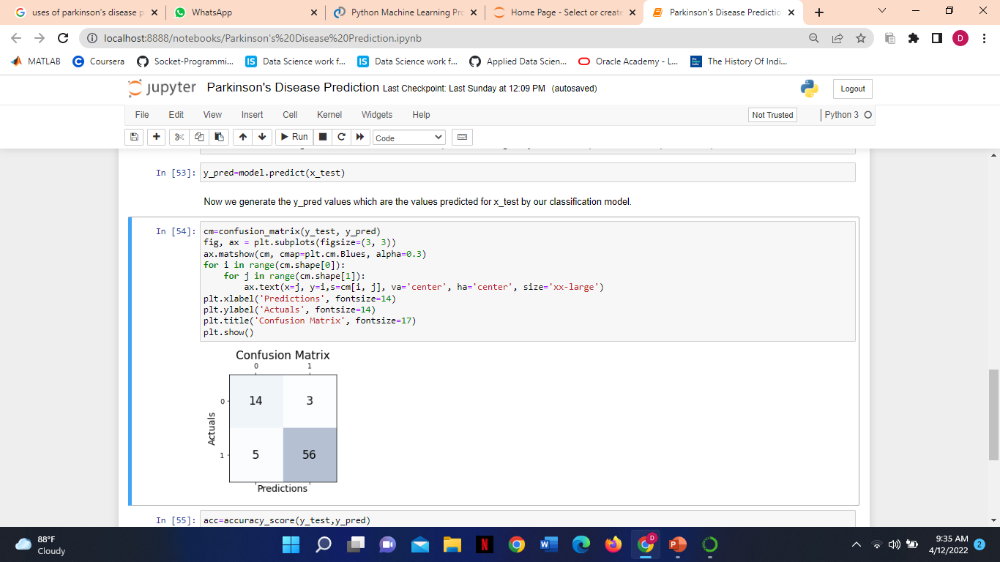 uses of parkinson's disease p
WhatsApp
Python Machine Learning Pro
Home Page - Select or create
Parkinson's Disease Predictio
localhost:8888/notebooks/Parkinson's%20Disease%20Prediction.ipynb
D
MATLAB
Coursera
Socket-Programmi...
IS Data Science work f...
IS Data Science work f...
Applied Data Scien...
Oracle Academy - L...
The History Of Indi...
jupyter Parkinson's Disease Prediction Last Checkpoint: Last Sunday at 12:09 PM (autosaved)
Logout
File Edit View Insert Cell Kernel Widgets Help
Not Trusted
Python 3
Run
Code
In [53]: y_pred=model.predict(x_test)
Now we generate the y_pred values which are the values predicted for x_test by our classification model.
In [54]: cm=confusion_matrix(y_test, y_pred)
fig, ax = plt.subplots(figsize=(3, 3))
ax.matshow(cm, cmap=plt.cm.Blues, alpha=0.3)
for i in range(cm.shape[0]):
    for j in range(cm.shape[1]):
        ax.text(x=j, y=i,s=cm[i, j], va='center', ha='center', size='xx-large')
plt.xlabel('Predictions', fontsize=14)
plt.ylabel('Actuals', fontsize=14)
plt.title('Confusion Matrix', fontsize=17)
plt.show()
Confusion Matrix
0 1
0 14 3
Actuals
1 5 56
Predictions
In [55]: acc=accuracy_score(y_test,y_pred)
88°F
Cloudy
9:35 AM
4/12/2022
2